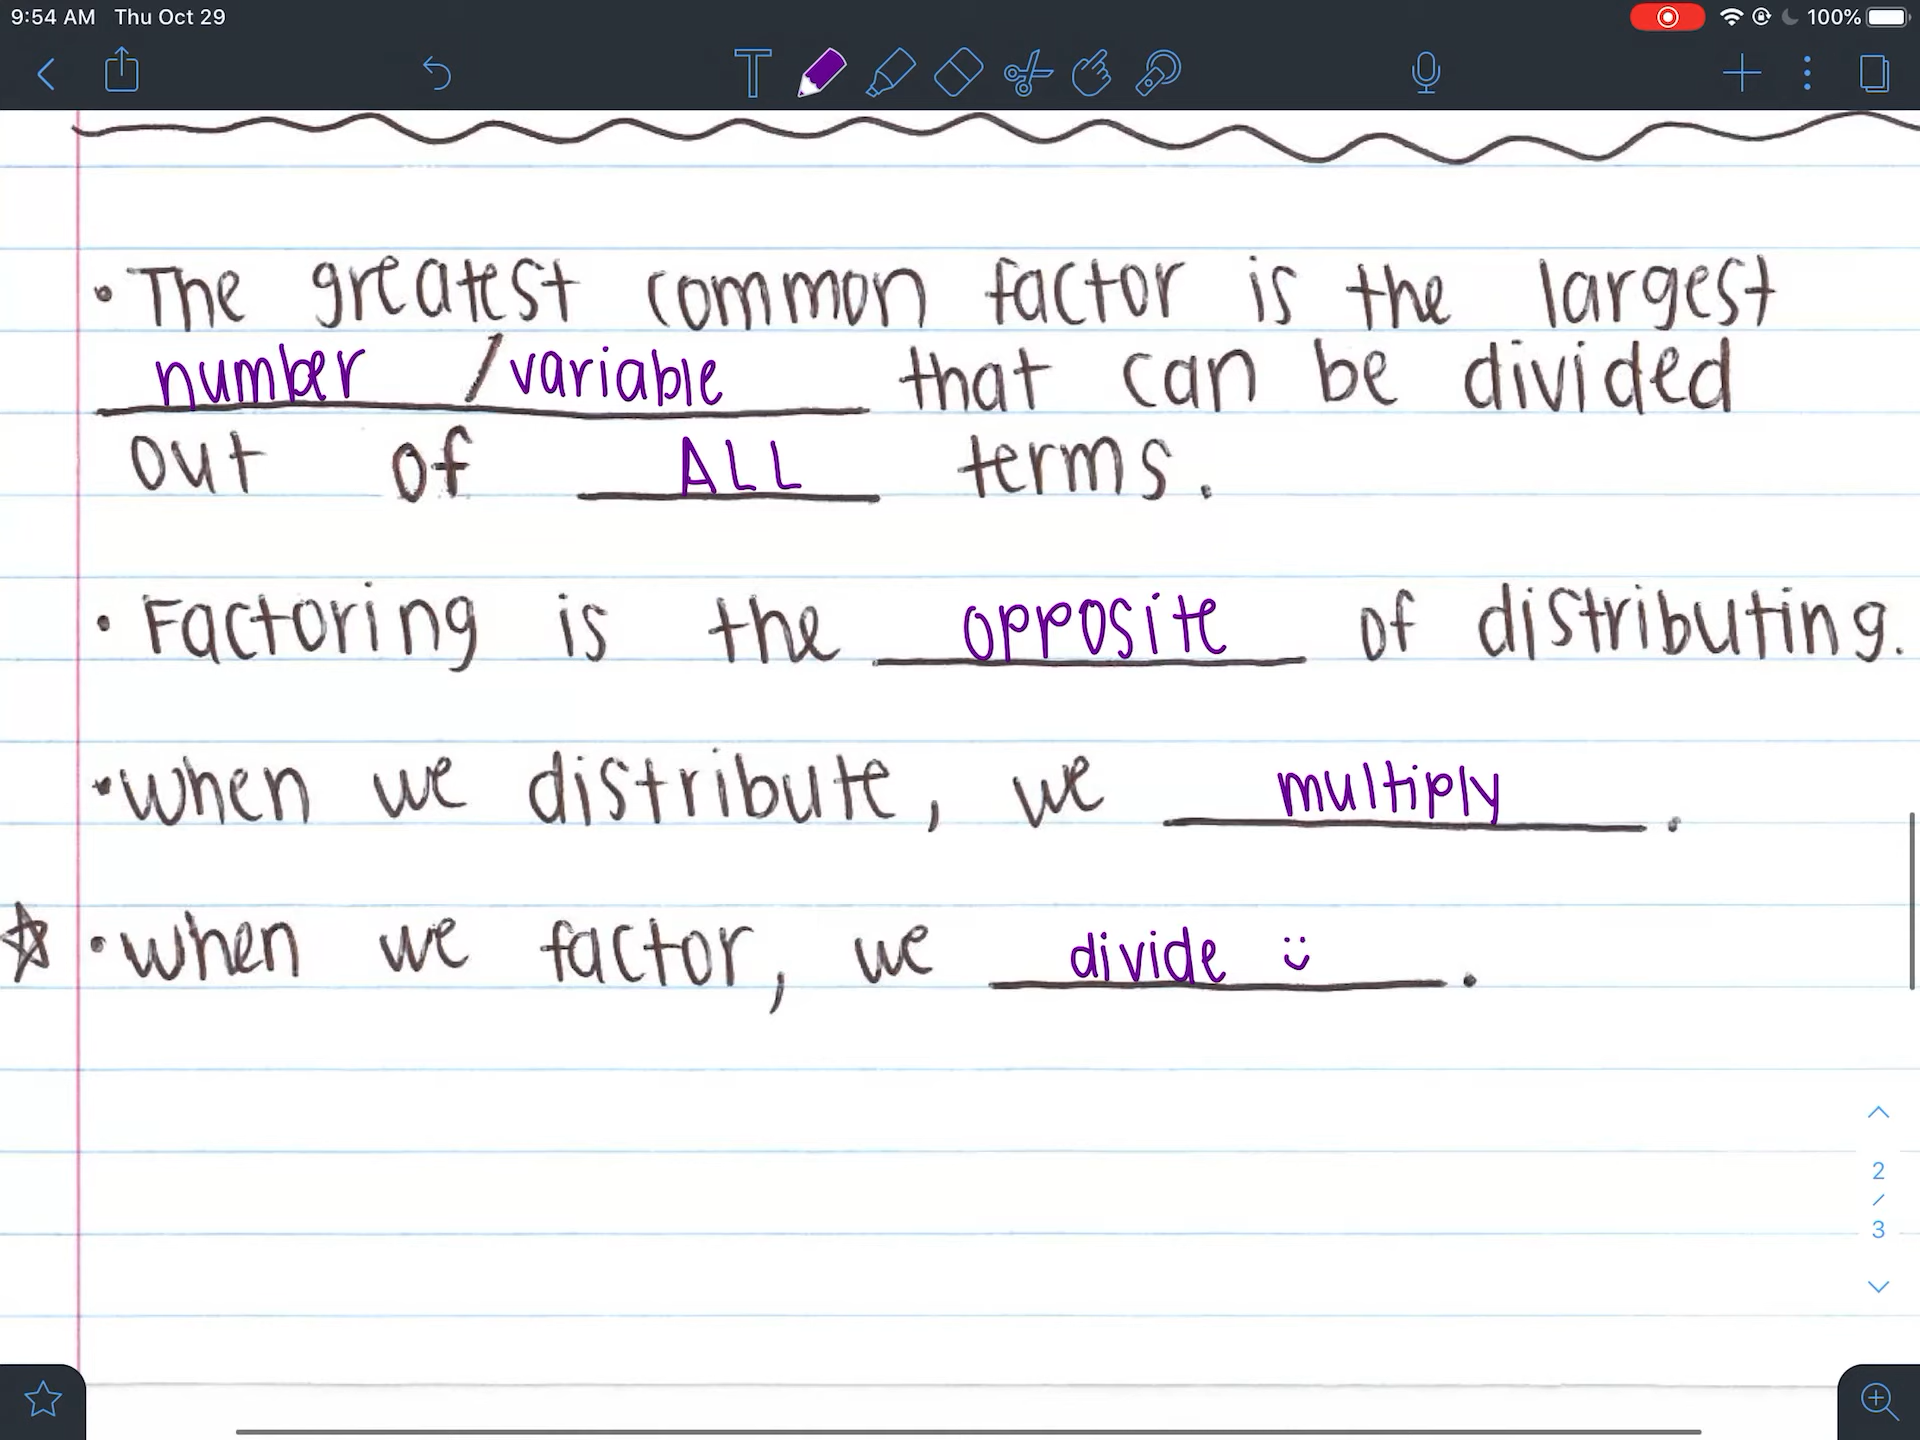 9:54 AM Thu Oct 29
100%
• The greatest common factor is the largest
number / variable that can be divided
out of ALL terms.
• Factoring is the opposite of distributing.
• When we distribute, we multiply.
• When we factor, we divide :)
2
/
3